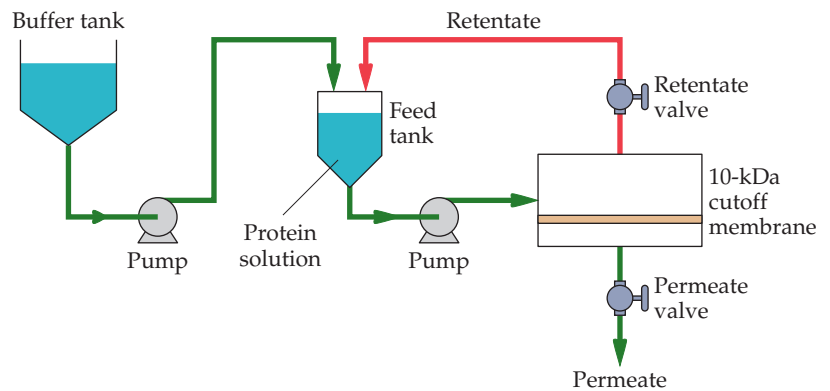 Buffer tank
Retentate
Feed
tank
Retentate
valve
10-kDa
cutoff
membrane
Protein
solution
Pump
Pump
Permeate
valve
Permeate